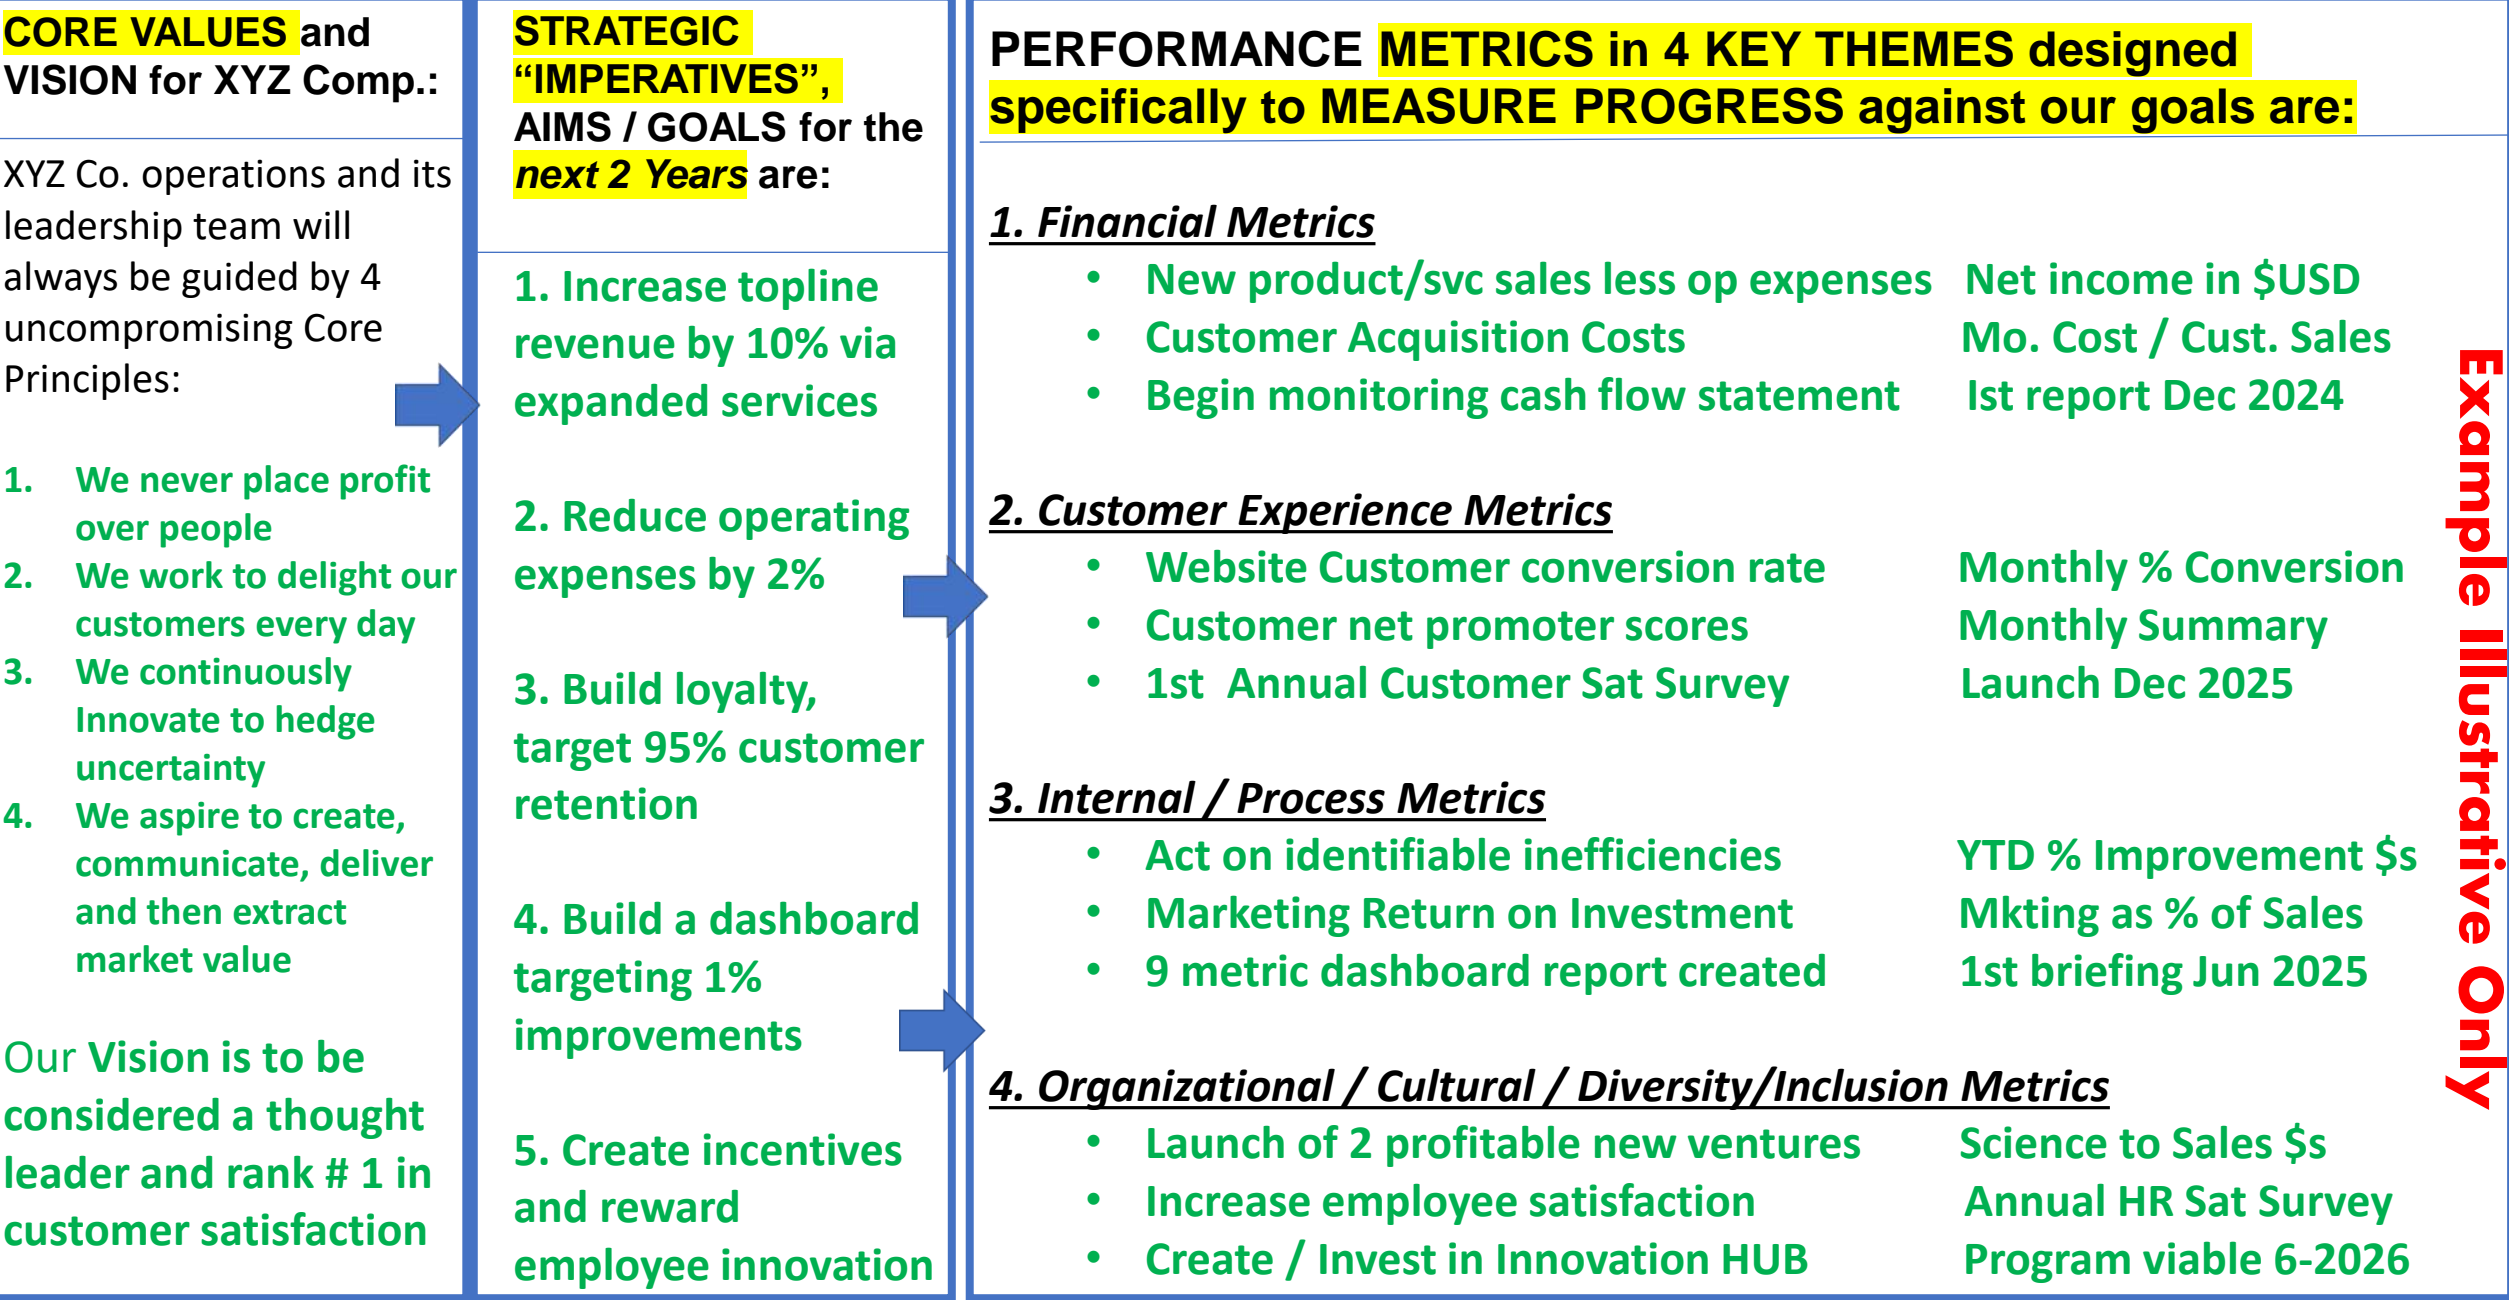 CORE VALUES and
VISION for XYZ Comp.:
XYZ Co. operations and its
leadership team will
always be guided by 4
uncompromising Core
Principles:
1. We never place profit
over people
2. We work to delight our
customers every day
3. We continuously
Innovate to hedge
uncertainty
4. We aspire to create,
communicate, deliver
and then extract
market value
Our Vision is to be
considered a thought
leader and rank # 1 in
customer satisfaction
STRATEGIC
“IMPERATIVES”,
AIMS / GOALS for the
next 2 Years are:
1. Increase topline
revenue by 10% via
expanded services
2. Reduce operating
expenses by 2%
3. Build loyalty,
target 95% customer
retention
4. Build a dashboard
targeting 1%
improvements
5. Create incentives
and reward
employee innovation
PERFORMANCE METRICS in 4 KEY THEMES designed
specifically to MEASURE PROGRESS against our goals are:
1. Financial Metrics
• New product/svc sales less op expenses Net income in $USD
• Customer Acquisition Costs Mo. Cost / Cust. Sales
• Begin monitoring cash flow statement Ist report Dec 2024
2. Customer Experience Metrics
• Website Customer conversion rate Monthly % Conversion
• Customer net promoter scores Monthly Summary
• 1st Annual Customer Sat Survey Launch Dec 2025
3. Internal / Process Metrics
• Act on identifiable inefficiencies YTD % Improvement $s
• Marketing Return on Investment Mkting as % of Sales
• 9 metric dashboard report created 1st briefing Jun 2025
4. Organizational / Cultural / Diversity/Inclusion Metrics
• Launch of 2 profitable new ventures Science to Sales $s
• Increase employee satisfaction Annual HR Sat Survey
• Create / Invest in Innovation HUB Program viable 6-2026
Example Illustrative Only